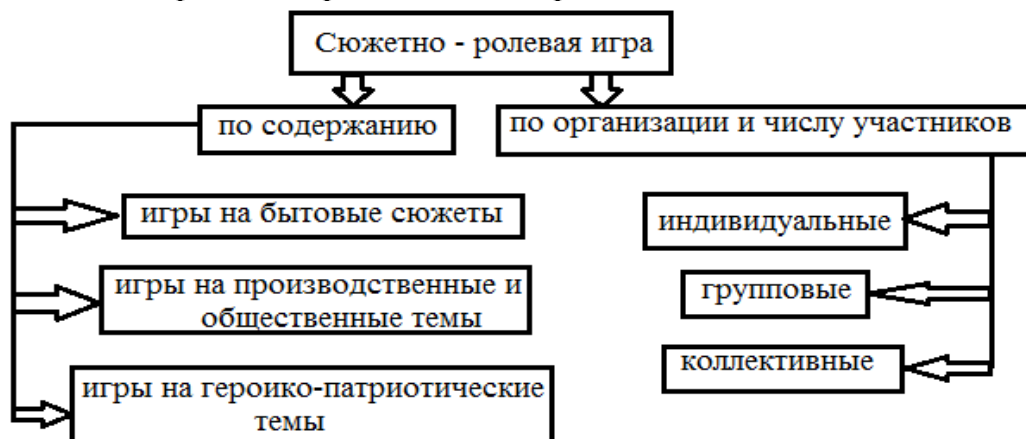 Сюжетно - ролевая игра
по содержанию
по организации и числу участников
игры на бытовые сюжеты
индивидуальные
игры на производственные и
общественные темы
групповые
коллективные
игры на героико-патриотические
темы